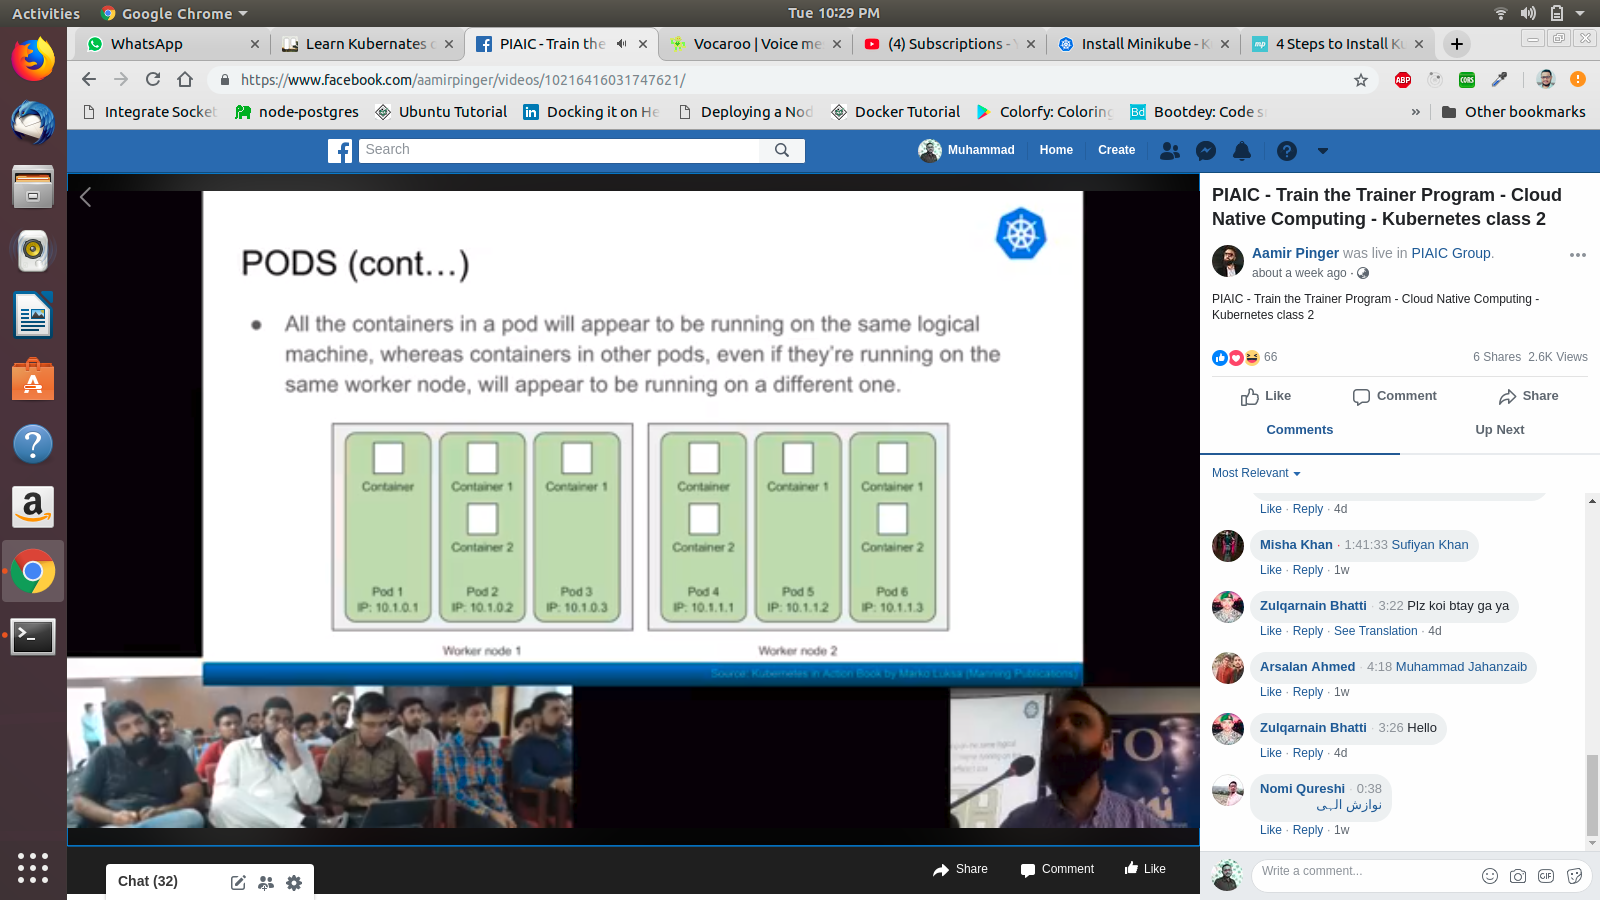 Activities
Google Chrome
Tue 10:29 PM
WhatsApp
Learn Kubernates
PIAIC - Train the
Vocaroo | Voice me
(4) Subscriptions -
Install Minikube -
4 Steps to Install
https://www.facebook.com/aamirpinger/videos/10216416031747621/
ABP
CORS
Integrate Socket
node-postgres
Ubuntu Tutorial
Docking it on He
Deploying a Nod
Docker Tutorial
Colorfy: Coloring
Bootdey: Code
»
Other bookmarks
Search
Muhammad
Home
Create
PODS (cont...)
● All the containers in a pod will appear to be running on the same logical
machine, whereas containers in other pods, even if they're running on the
same worker node, will appear to be running on a different one.
Container
Container 1
Container 1
Container
Container 1
Container 1
Container 2
Container 2
Container 2
Pod 1
Pod 2
Pod 3
Pod 4
Pod 5
Pod 6
IP: 10.1.0.1
IP: 10.1.0.2
IP: 10.1.0.3
IP: 10.1.1.1
IP: 10.1.1.2
IP: 10.1.1.3
Worker node 1
Worker node 2
Source: Kubernetes in Action Book by Marko Luksa (Manning Publications)
Share
Comment
Like
Chat (32)
PIAIC - Train the Trainer Program - Cloud
Native Computing - Kubernetes class 2
Aamir Pinger was live in PIAIC Group.
about a week ago ·
PIAIC - Train the Trainer Program - Cloud Native Computing -
Kubernetes class 2
66
6 Shares 2.6K Views
Like
Comment
Share
Comments
Up Next
Most Relevant
Like · Reply · 4d
Misha Khan · 1:41:33 Sufiyan Khan
Like · Reply · 1w
Zulqarnain Bhatti · 3:22 Plz koi btay ga ya
Like · Reply · See Translation · 4d
Arsalan Ahmed · 4:18 Muhammad Jahanzaib
Like · Reply · 1w
Zulqarnain Bhatti · 3:26 Hello
Like · Reply · 4d
Nomi Qureshi · 0:38
نوازش الہی
Like · Reply · 1w
Write a comment...
GIF